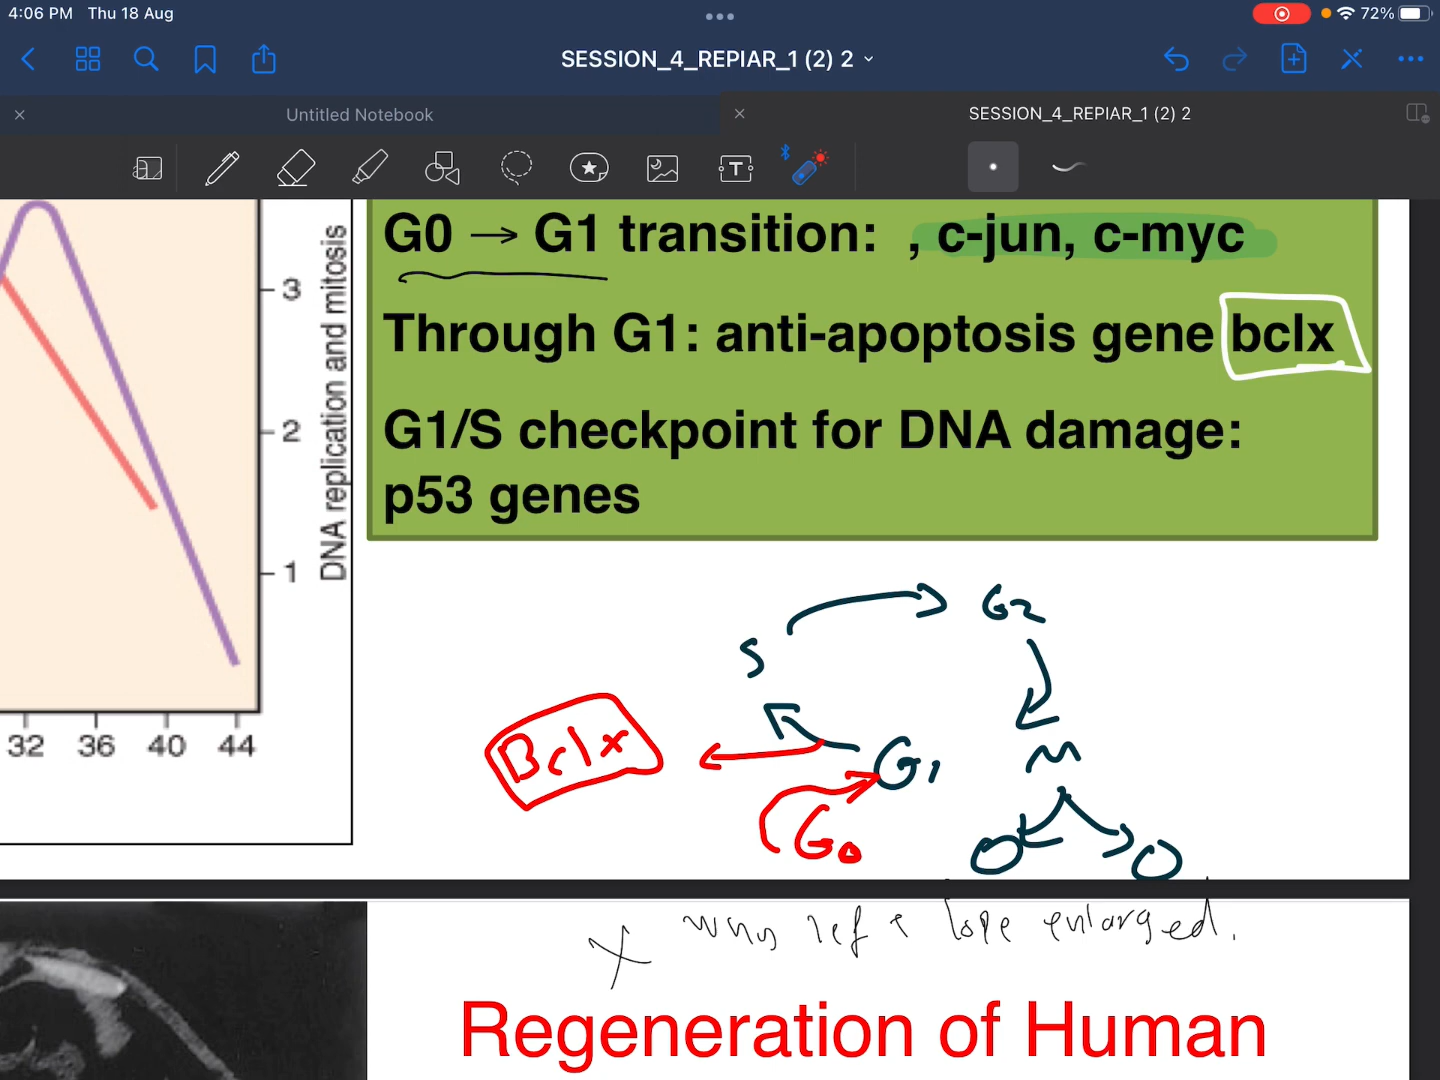 4:06 PM Thu 18 Aug
72%
SESSION_4_REPIAR_1 (2) 2
Untitled Notebook
SESSION_4_REPIAR_1 (2) 2
G0 → G1 transition: , c-jun, c-myc
Through G1: anti-apoptosis gene bclx
G1/S checkpoint for DNA damage:
p53 genes
DNA replication and mitosis
3
2
1
32 36 40 44
S
G2
Bclx
G1
M
G0
lobe enlarged.
Regeneration of Human